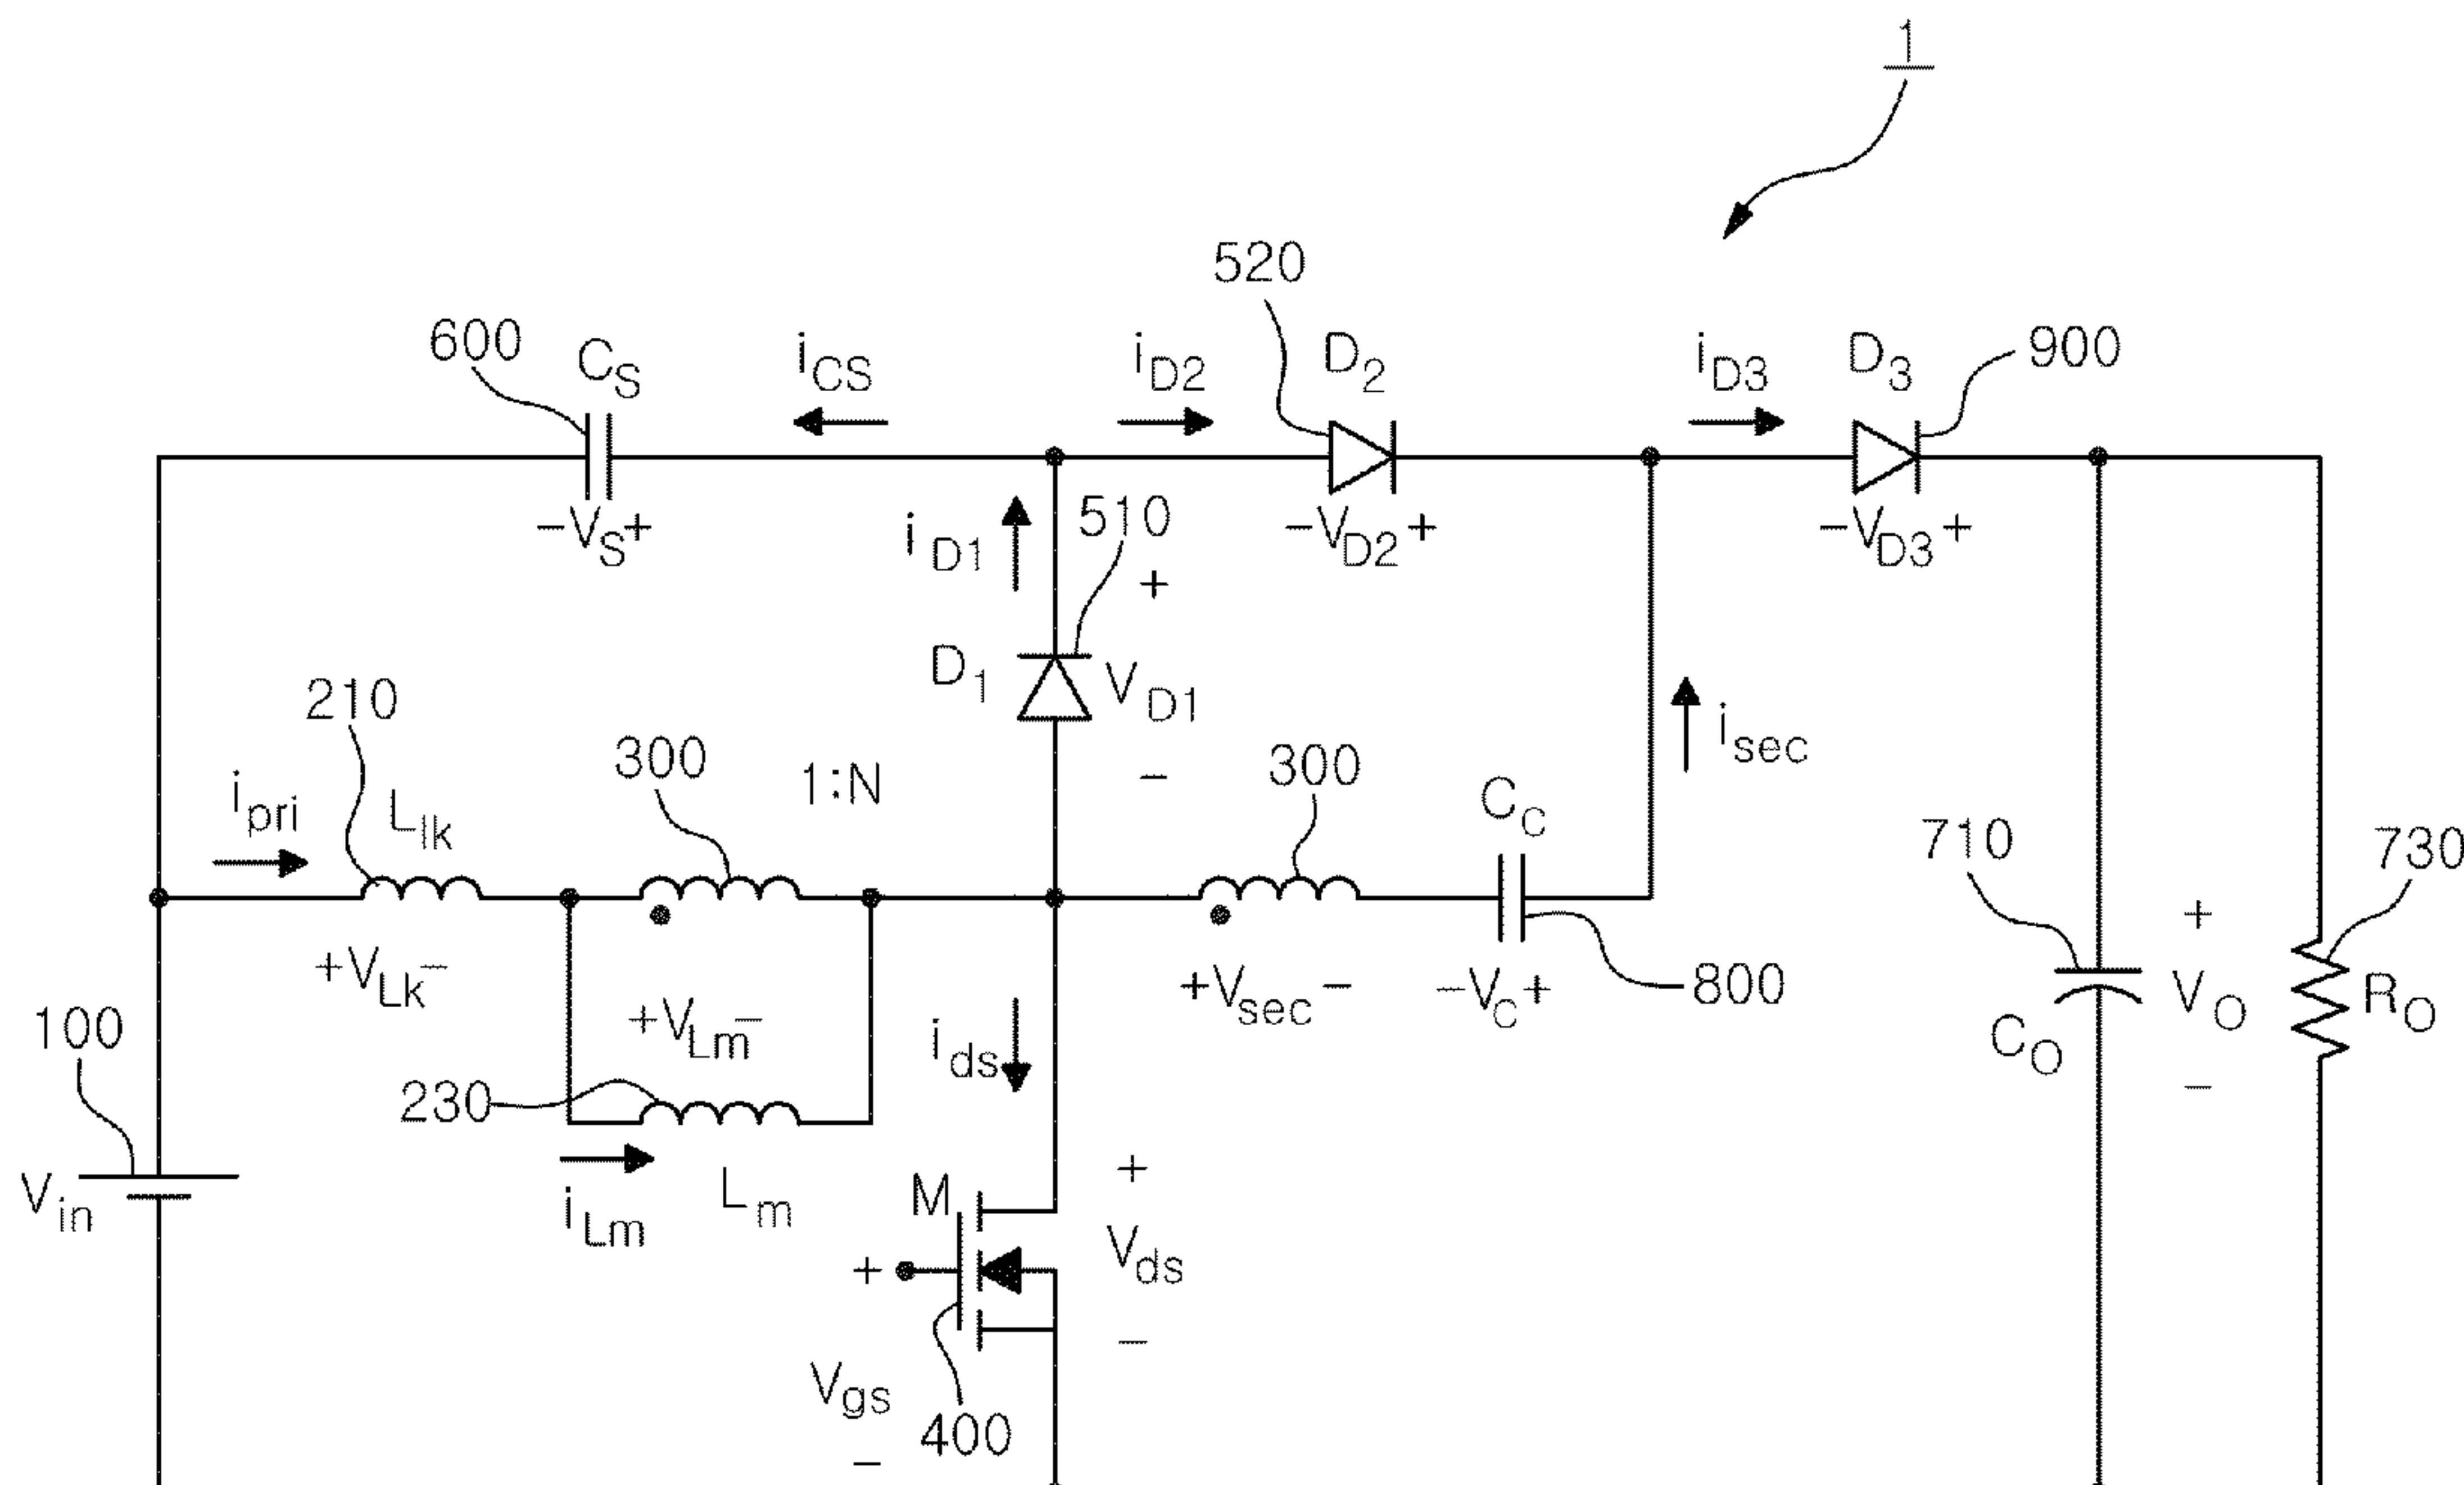 1
520
600
C_S
i_CS
i_D2
D_2
i_D3
D_3
900
-V_S+
i_D1
510
+
-V_D2+
-V_D3+
D_1
V_D1
-
210
i_pri
L_lk
300
1:N
300
C_C
i_sec
710
730
+V_Lk-
+V_Lm-
i_ds
+V_sec-
-V_C+
800
+
V_O
-
C_O
R_O
100
230
V_in
i_Lm
L_m
M
+
+
V_ds
-
V_gs
-
400